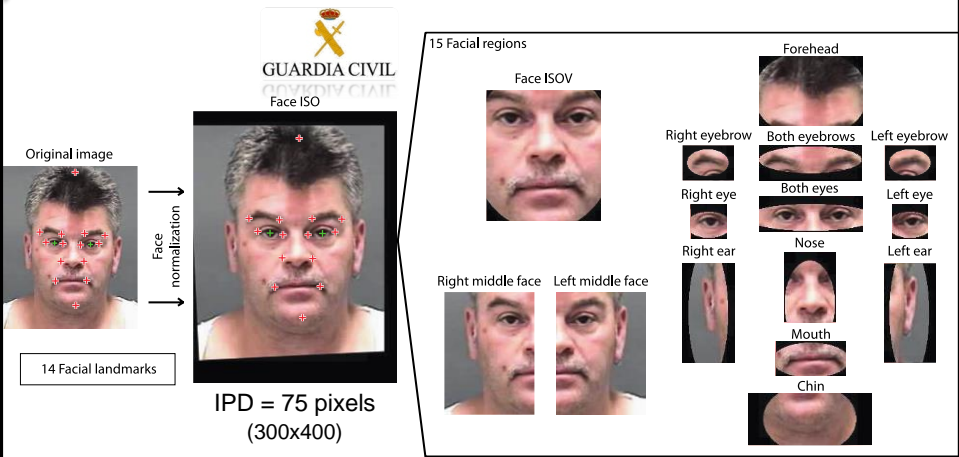 GUARDIA CIVIL
Face ISO
Original image
Face
normalization
14 Facial landmarks
IPD = 75 pixels
(300x400)
15 Facial regions
Face ISOV
Forehead
Right eyebrow
Both eyebrows
Left eyebrow
Right eye
Both eyes
Left eye
Right ear
Nose
Left ear
Right middle face
Left middle face
Mouth
Chin